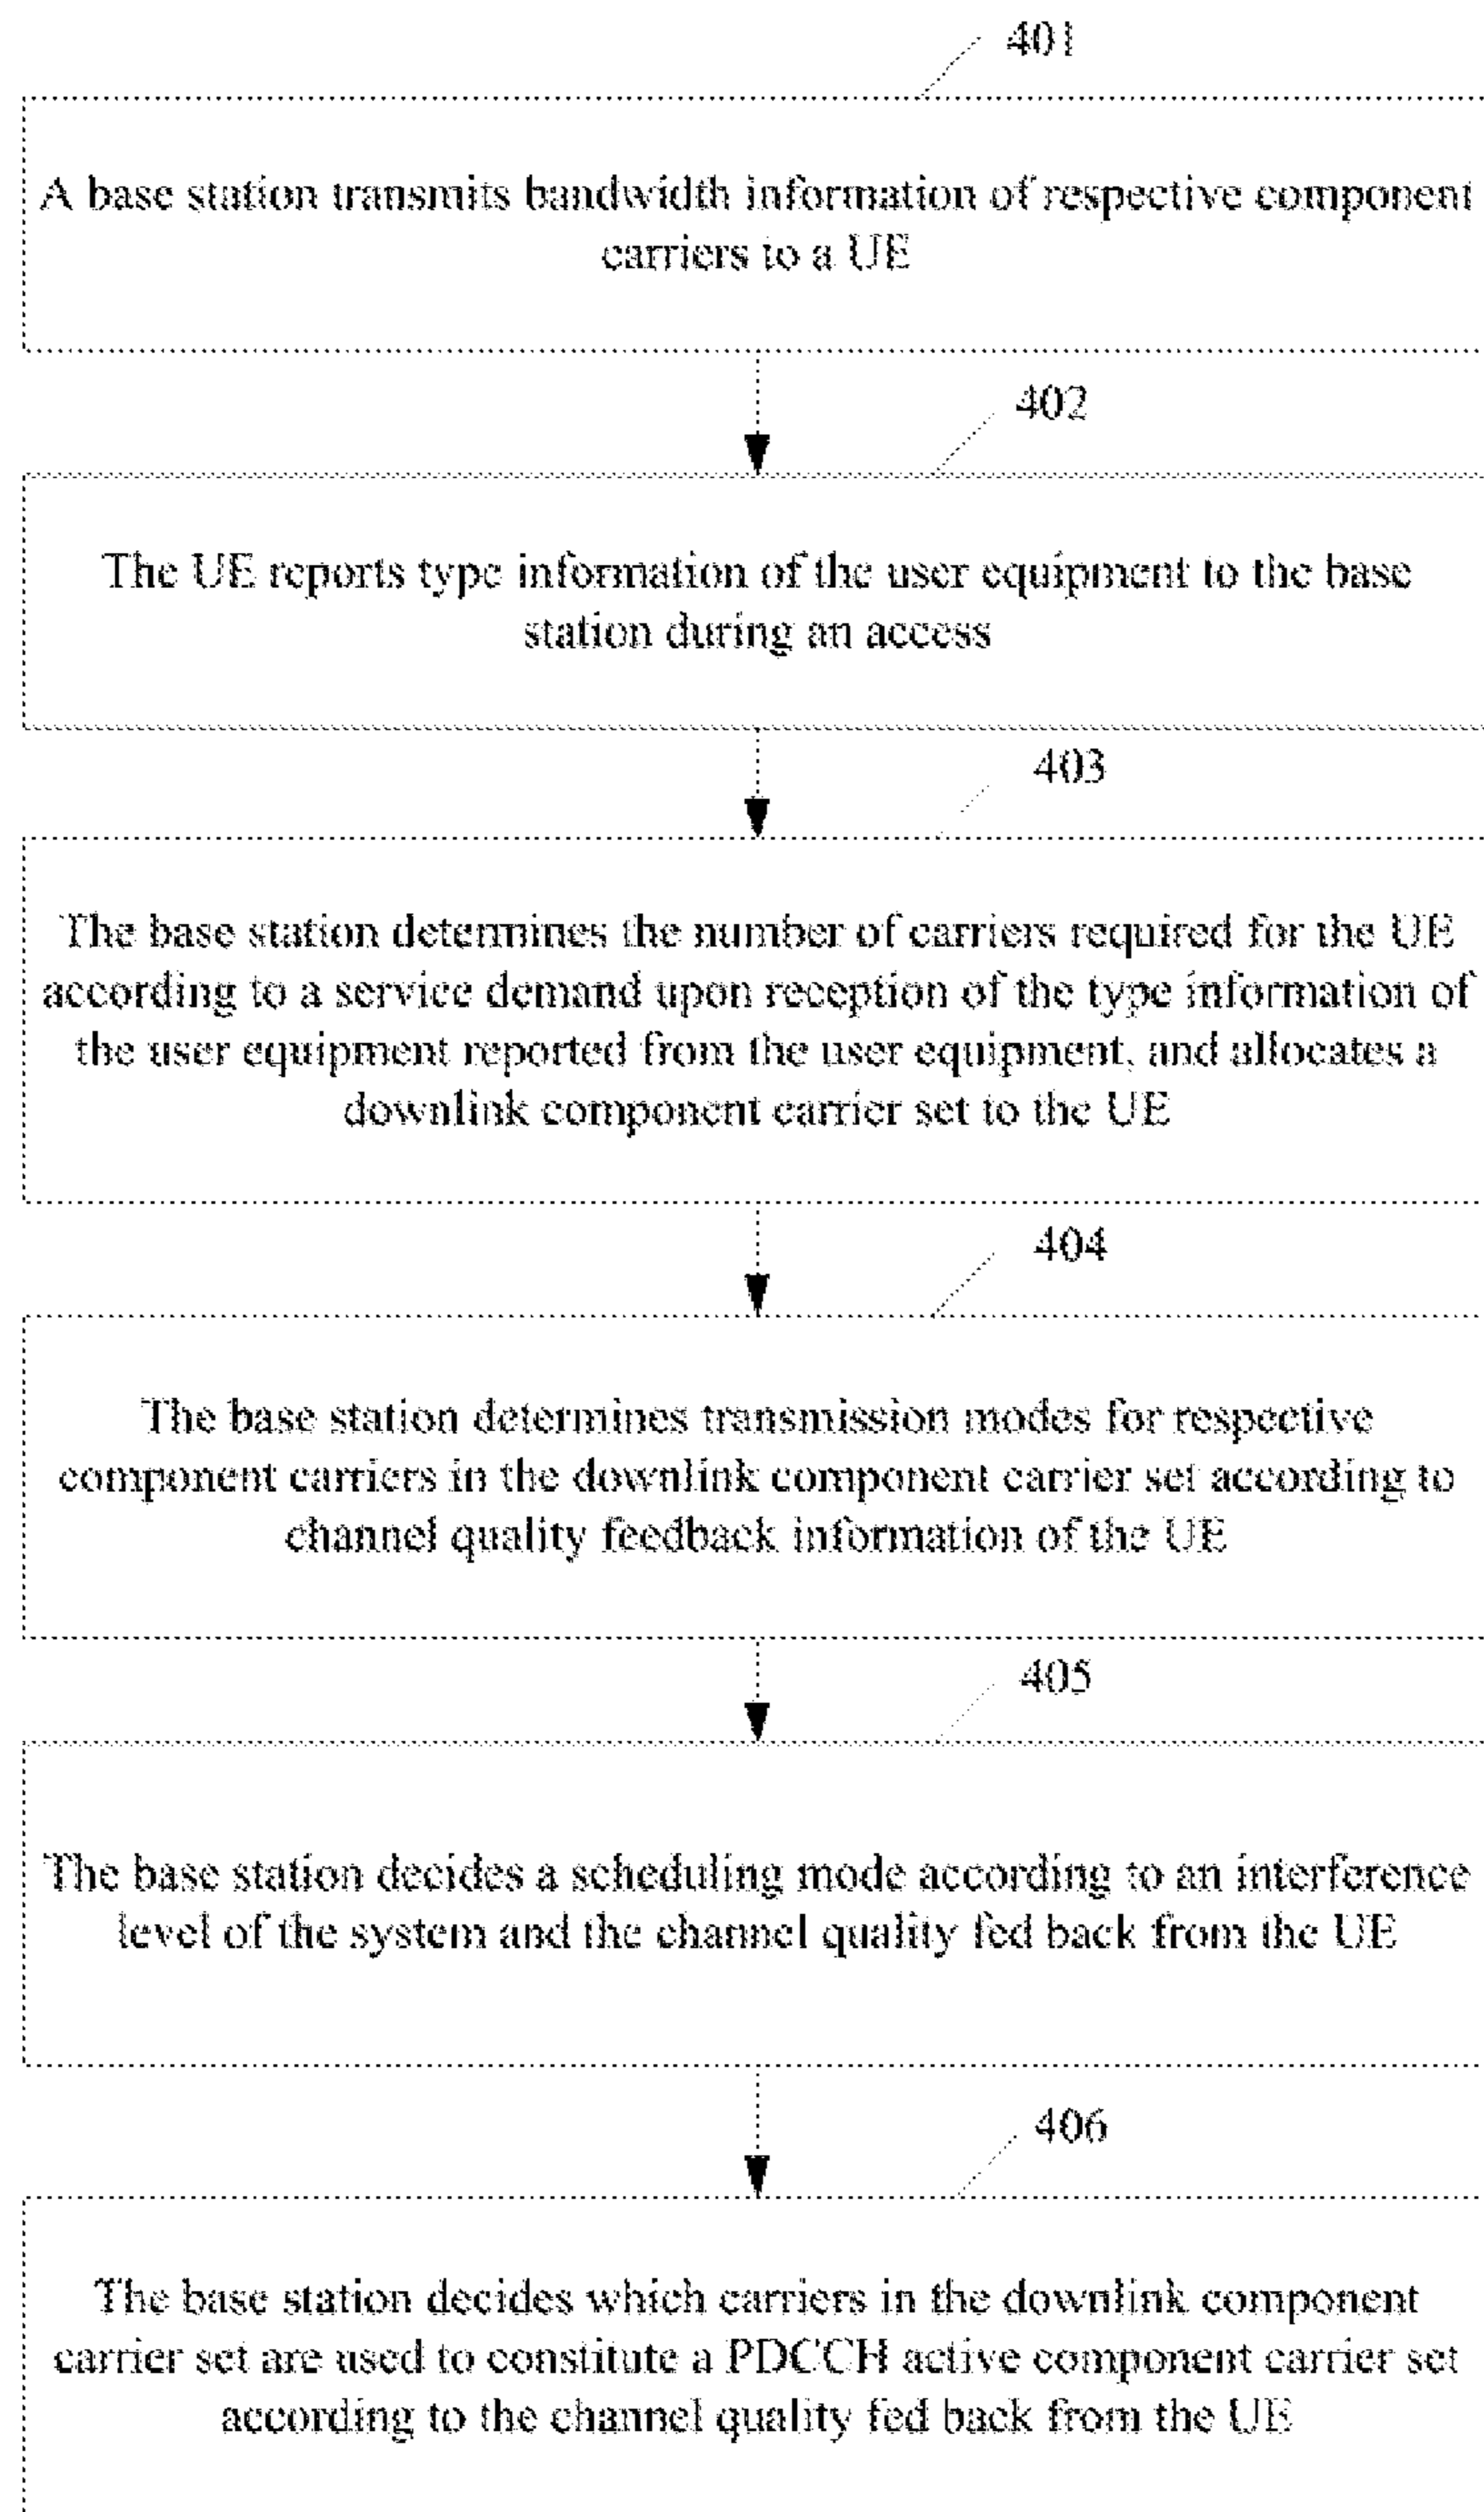 401
A base station transmits bandwidth information of respective component
carriers to a UE
402
The UE reports type information of the user equipment to the base
station during an access
403
The base station determines the number of carriers required for the UE
according to a service demand upon reception of the type information of
the user equipment reported from the user equipment, and allocates a
downlink component carrier set to the UE
404
The base station determines transmission modes for respective
component carriers in the downlink component carrier set according to
channel quality feedback information of the UE
405
The base station decides a scheduling mode according to an interference
level of the system and the channel quality fed back from the UE
406
The base station decides which carriers in the downlink component
carrier set are used to constitute a PDCCH active component carrier set
according to the channel quality fed back from the UE